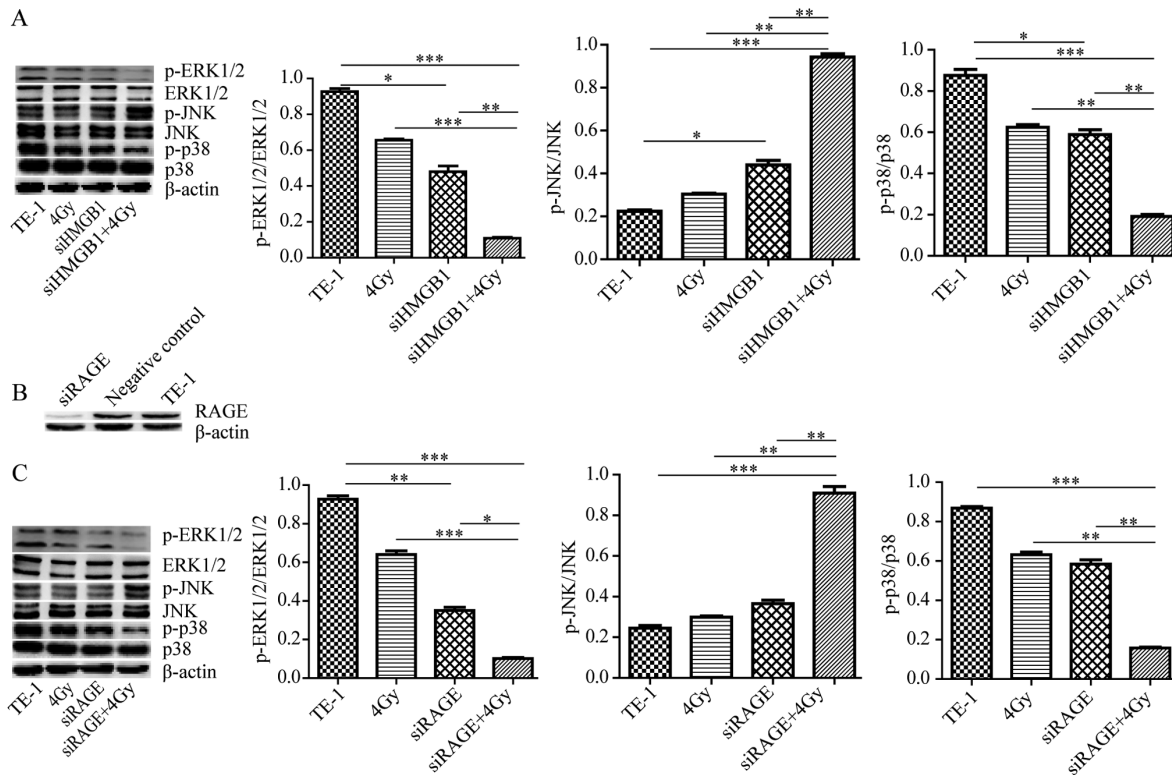 A
p-ERK1/2
ERK1/2
p-JNK
JNK
p-p38
p38
β-actin
TE-1
4Gy
siHMGB1
siHMGB1+4Gy
p-ERK1/2/ERK1/2
1.0
0.8
0.6
0.4
0.2
0.0
***
*
**
***
TE-1
4Gy
siHMGB1
siHMGB1+4Gy
p-JNK/JNK
1.0
0.8
0.6
0.4
0.2
0.0
**
**
***
*
TE-1
4Gy
siHMGB1
siHMGB1+4Gy
p-p38/p38
1.0
0.8
0.6
0.4
0.2
0.0
*
***
**
**
TE-1
4Gy
siHMGB1
siHMGB1+4Gy
B
siRAGE
Negative control
TE-1
RAGE
β-actin
C
p-ERK1/2
ERK1/2
p-JNK
JNK
p-p38
p38
β-actin
TE-1
4Gy
siRAGE
siRAGE+4Gy
p-ERK1/2/ERK1/2
1.0
0.8
0.6
0.4
0.2
0.0
***
**
*
***
TE-1
4Gy
siRAGE
siRAGE+4Gy
p-JNK/JNK
1.0
0.8
0.6
0.4
0.2
0.0
**
**
***
TE-1
4Gy
siRAGE
siRAGE+4Gy
p-p38/p38
1.0
0.8
0.6
0.4
0.2
0.0
***
**
**
TE-1
4Gy
siRAGE
siRAGE+4Gy